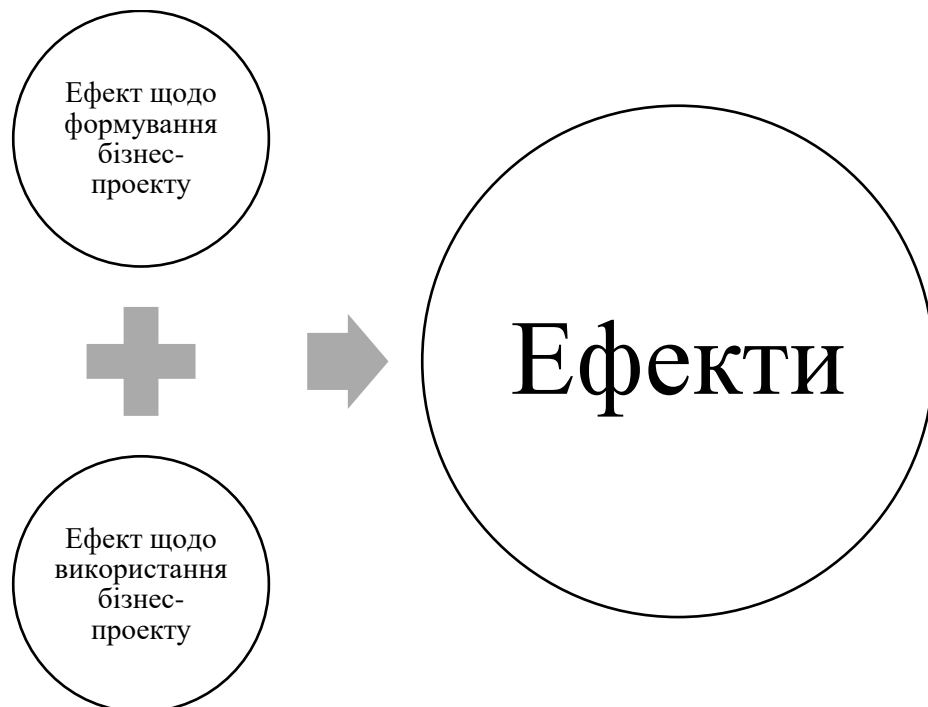 Ефект щодо
формування
бізнес-
проекту
Ефект щодо
використання
бізнес-
проекту
Ефекти